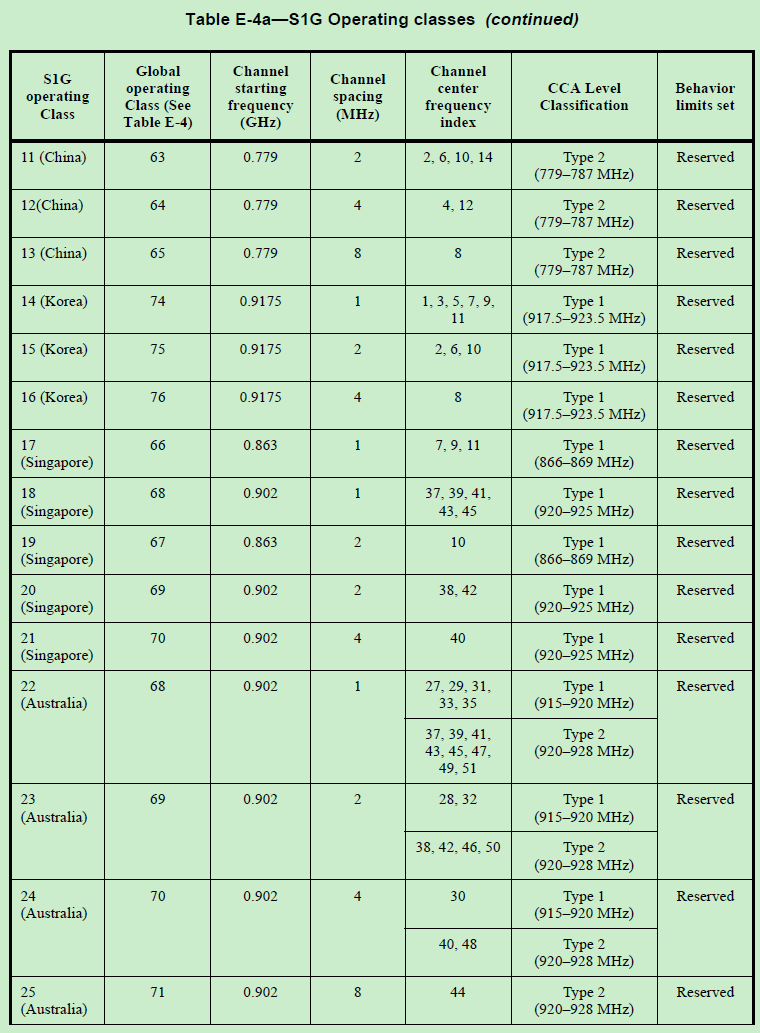 Table E-4a—S1G Operating classes (continued)
S1G
operating
Class
Global
operating
Class (See
Table E-4)
Channel
starting
frequency
(GHz)
Channel
spacing
(MHz)
Channel
center
frequency
index
CCA Level
Classification
Behavior
limits set
11 (China) 63 0.779 2 2, 6, 10, 14 Type 2 Reserved
(779–787 MHz)
12(China) 64 0.779 4 4, 12 Type 2 Reserved
(779–787 MHz)
13 (China) 65 0.779 8 8 Type 2 Reserved
(779–787 MHz)
14 (Korea) 74 0.9175 1 1, 3, 5, 7, 9, Type 1 Reserved
11 (917.5–923.5 MHz)
15 (Korea) 75 0.9175 2 2, 6, 10 Type 1 Reserved
(917.5–923.5 MHz)
16 (Korea) 76 0.9175 4 8 Type 1 Reserved
(917.5–923.5 MHz)
17 66 0.863 1 7, 9, 11 Type 1 Reserved
(Singapore) (866–869 MHz)
18 68 0.902 1 37, 39, 41, Type 1 Reserved
(Singapore) 43, 45 (920–925 MHz)
19 67 0.863 2 10 Type 1 Reserved
(Singapore) (866–869 MHz)
20 69 0.902 2 38, 42 Type 1 Reserved
(Singapore) (920–925 MHz)
21 70 0.902 4 40 Type 1 Reserved
(Singapore) (920–925 MHz)
22 68 0.902 1 27, 29, 31, Type 1 Reserved
(Australia) 33, 35 (915–920 MHz)
37, 39, 41, Type 2
43, 45, 47, (920–928 MHz)
49, 51
23 69 0.902 2 28, 32 Type 1 Reserved
(Australia) (915–920 MHz)
38, 42, 46, 50 Type 2
(920–928 MHz)
24 70 0.902 4 30 Type 1 Reserved
(Australia) (915–920 MHz)
40, 48 Type 2
(920–928 MHz)
25 71 0.902 8 44 Type 2 Reserved
(Australia) (920–928 MHz)